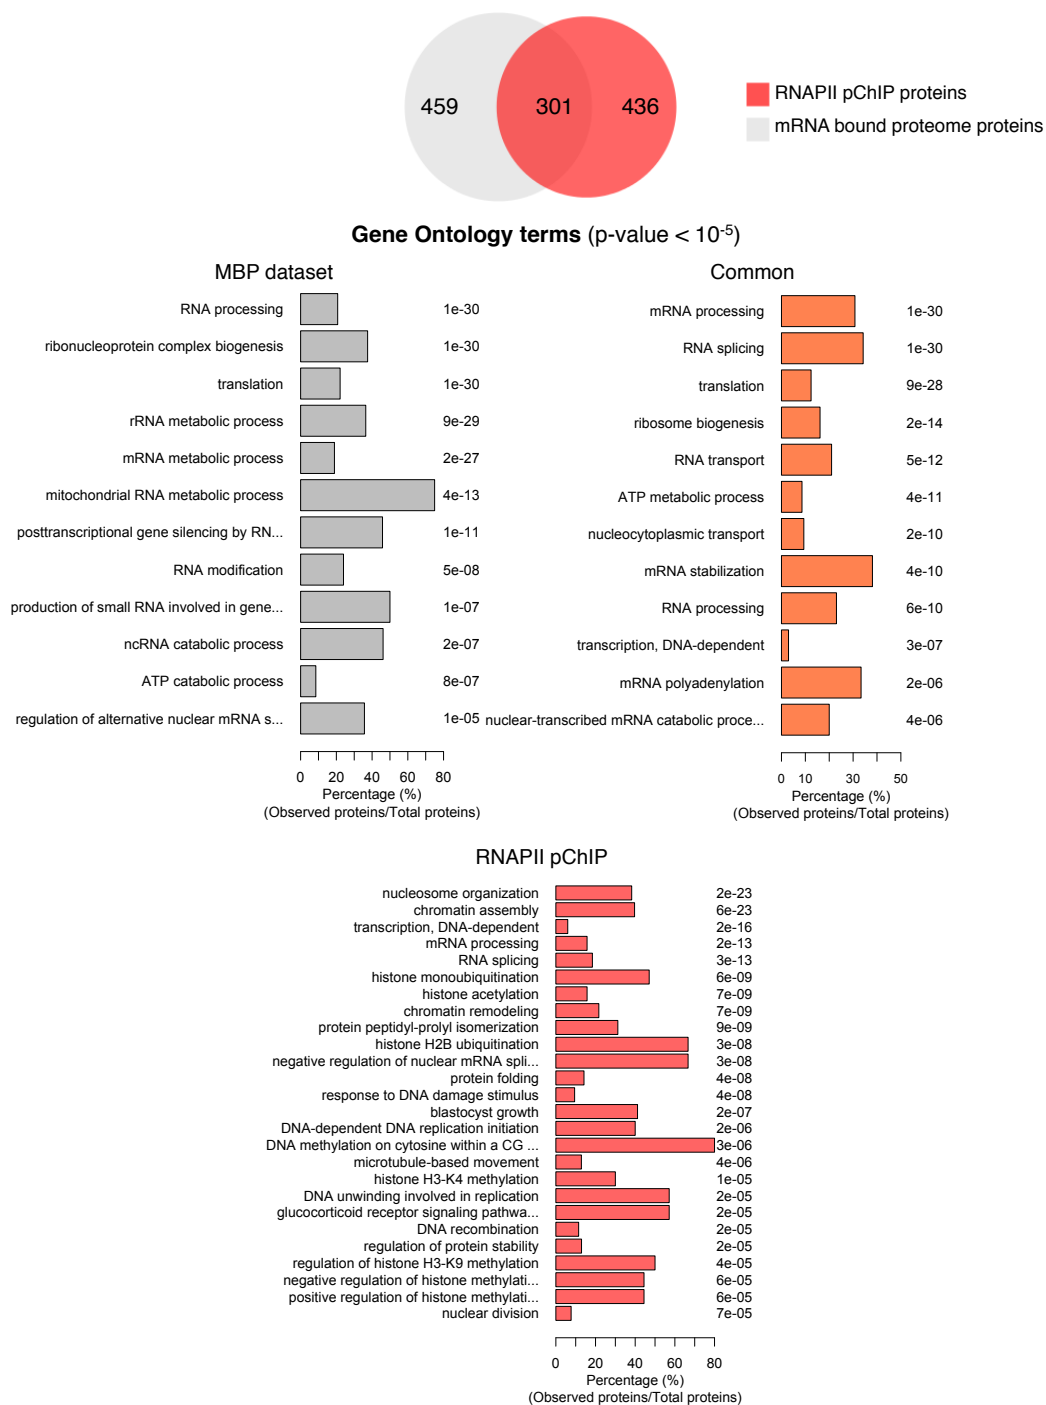 459
301
436
RNAPII pChIP proteins
mRNA bound proteome proteins
Gene Ontology terms (p-value < 10-5)
MBP dataset
RNA processing 1e-30
ribonucleoprotein complex biogenesis 1e-30
translation 1e-30
rRNA metabolic process 9e-29
mRNA metabolic process 2e-27
mitochondrial RNA metabolic process 4e-13
posttranscriptional gene silencing by RN... 1e-11
RNA modification 5e-08
production of small RNA involved in gene... 1e-07
ncRNA catabolic process 2e-07
ATP catabolic process 8e-07
regulation of alternative nuclear mRNA s... 1e-05
0 20 40 60 80
Percentage (%)
(Observed proteins/Total proteins)
Common
mRNA processing 1e-30
RNA splicing 1e-30
translation 9e-28
ribosome biogenesis 2e-14
RNA transport 5e-12
ATP metabolic process 4e-11
nucleocytoplasmic transport 2e-10
mRNA stabilization 4e-10
RNA processing 6e-10
transcription, DNA-dependent 3e-07
mRNA polyadenylation 2e-06
nuclear-transcribed mRNA catabolic proce... 4e-06
0 10 30 50
Percentage (%)
(Observed proteins/Total proteins)
RNAPII pChIP
nucleosome organization 2e-23
chromatin assembly 6e-23
transcription, DNA-dependent 2e-16
mRNA processing 2e-13
RNA splicing 3e-13
histone monoubiquitination 6e-09
histone acetylation 7e-09
chromatin remodeling 7e-09
protein peptidyl-prolyl isomerization 9e-09
histone H2B ubiquitination 3e-08
negative regulation of nuclear mRNA spli... 3e-08
protein folding 4e-08
response to DNA damage stimulus 4e-08
blastocyst growth 2e-07
DNA-dependent DNA replication initiation 2e-06
DNA methylation on cytosine within a CG ... 3e-06
microtubule-based movement 4e-06
histone H3-K4 methylation 1e-05
DNA unwinding involved in replication 2e-05
glucocorticoid receptor signaling pathwa... 2e-05
DNA recombination 2e-05
regulation of protein stability 2e-05
regulation of histone H3-K9 methylation 4e-05
negative regulation of histone methylati... 6e-05
positive regulation of histone methylati... 6e-05
nuclear division 7e-05
0 20 40 60 80
Percentage (%)
(Observed proteins/Total proteins)